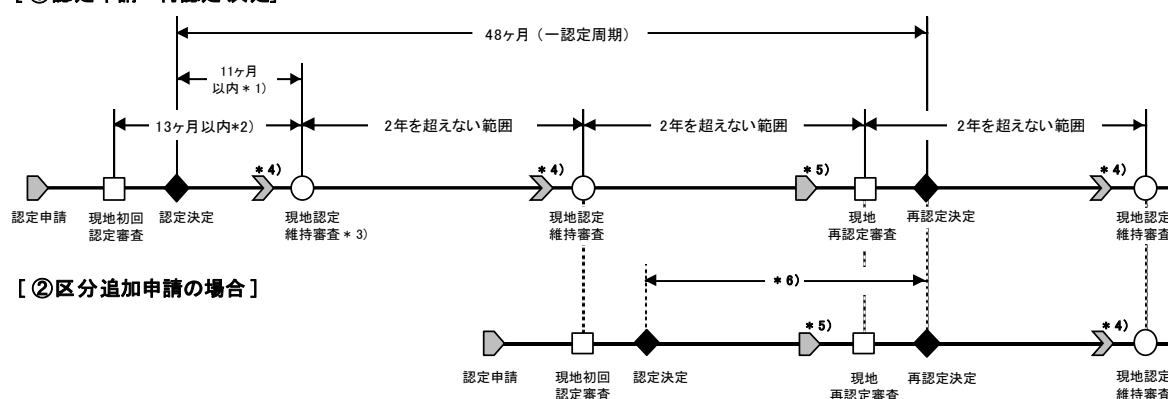 [ ①認定申請～再認定決定]
48ヶ月（一認定周期）
11ヶ月
以内＊1)
13ヶ月以内*2)
2年を超えない範囲
2年を超えない範囲
2年を超えない範囲
＊4)
＊4)
＊5)
＊4)
認定申請
現地初回
認定審査
認定決定
現地認定
維持審査＊3)
現地認定
維持審査
現地
再認定審査
再認定決定
現地認定
維持審査
[ ②区分追加申請の場合 ]
＊6)
＊5)
＊4)
認定申請
現地初回
認定審査
認定決定
現地
再認定審査
再認定決定
現地認定
維持審査